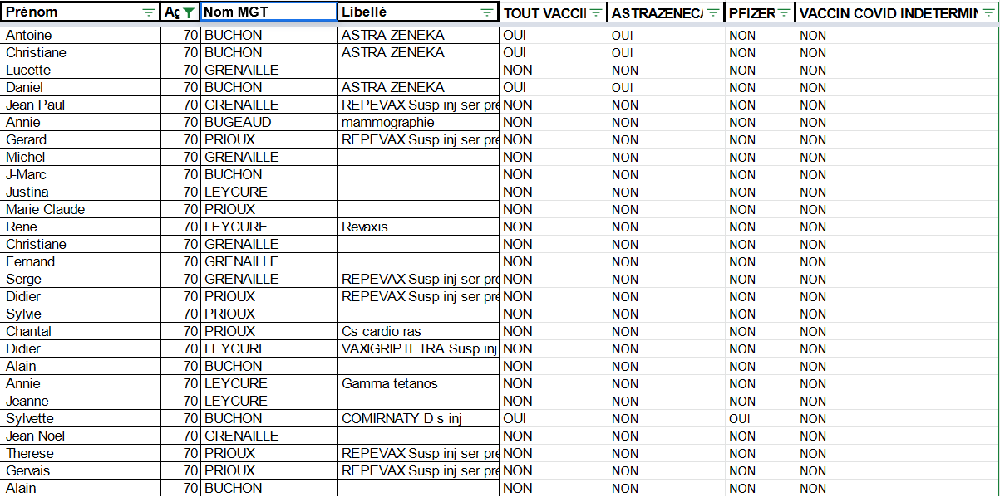 Prénom Ag Nom MGT Libellé TOUT VACCI ASTRAZENECA PFIZER VACCIN COVID INDETERMIN
Antoine 70 BUCHON ASTRA ZENEKA OUI OUI NON NON
Christiane 70 BUCHON ASTRA ZENEKA OUI OUI NON NON
Lucette 70 GRENAILLE NON NON NON NON
Daniel 70 BUCHON ASTRA ZENEKA OUI OUI NON NON
Jean Paul 70 GRENAILLE REPEVAX Susp inj ser pre NON NON NON NON
Annie 70 BUGEAUD mammographie NON NON NON NON
Gerard 70 PRIOUX REPEVAX Susp inj ser pre NON NON NON NON
Michel 70 GRENAILLE NON NON NON NON
J-Marc 70 BUCHON NON NON NON NON
Justina 70 LEYCURE NON NON NON NON
Marie Claude 70 PRIOUX NON NON NON NON
Rene 70 LEYCURE Revaxis NON NON NON NON
Christiane 70 GRENAILLE NON NON NON NON
Fernand 70 GRENAILLE NON NON NON NON
Serge 70 GRENAILLE REPEVAX Susp inj ser pre NON NON NON NON
Didier 70 PRIOUX REPEVAX Susp inj ser pre NON NON NON NON
Sylvie 70 PRIOUX NON NON NON NON
Chantal 70 PRIOUX Cs cardio ras NON NON NON NON
Didier 70 LEYCURE VAXIGRIPTETRA Susp inj NON NON NON NON
Alain 70 BUCHON NON NON NON NON
Annie 70 LEYCURE Gamma tetanos NON NON NON NON
Jeanne 70 LEYCURE NON NON NON NON
Sylvette 70 BUCHON COMIRNATY D s inj OUI NON OUI NON
Jean Noel 70 GRENAILLE NON NON NON NON
Therese 70 PRIOUX REPEVAX Susp inj ser pre NON NON NON NON
Gervais 70 PRIOUX REPEVAX Susp inj ser pre NON NON NON NON
Alain 70 BUCHON NON NON NON NON